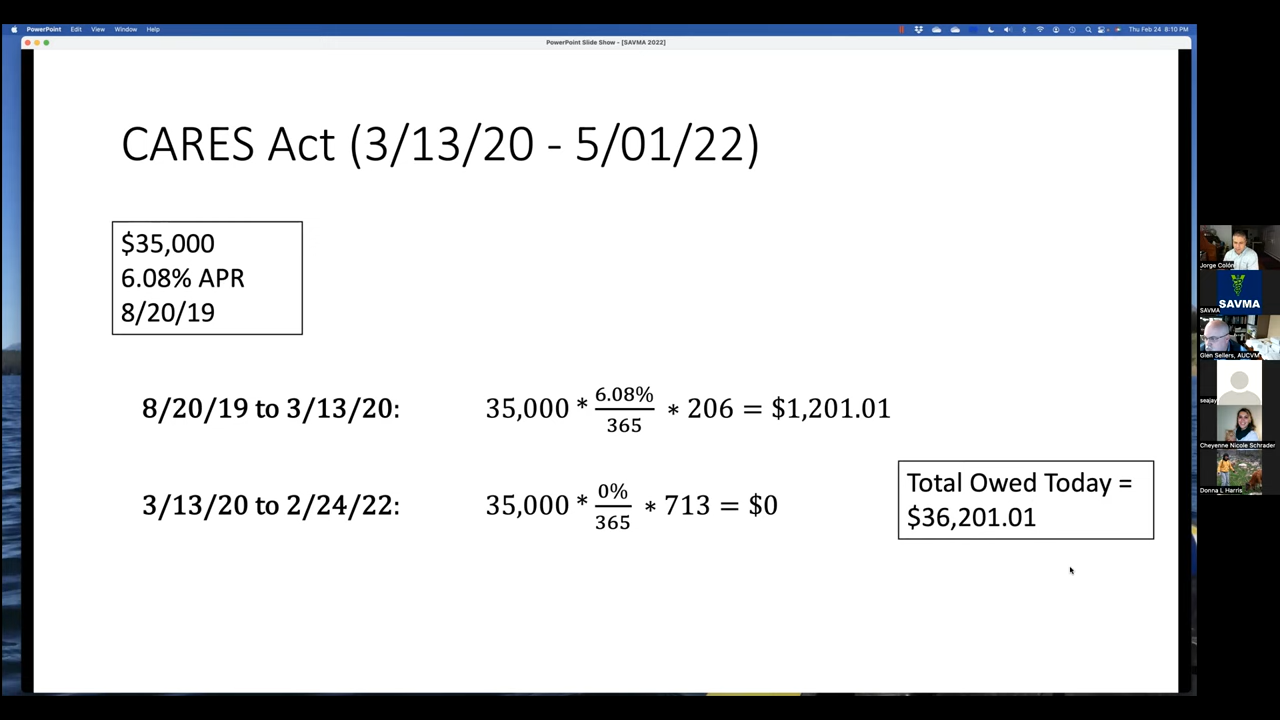 PowerPoint Edit View Window Help
Thu Feb 24 8:10 PM
PowerPoint Slide Show - [SAVMA 2022]
CARES Act (3/13/20 - 5/01/22)
$35,000
6.08% APR
8/20/19
8/20/19 to 3/13/20: 35,000 * 6.08%/365 * 206 = $1,201.01
3/13/20 to 2/24/22: 35,000 * 0%/365 * 713 = $0
Total Owed Today =
$36,201.01
Jorge Colón
SAVMA
SAVMA
Glen Sellers, AUCVM
seajay
Cheyenne Nicole Schrader
Donna L Harris